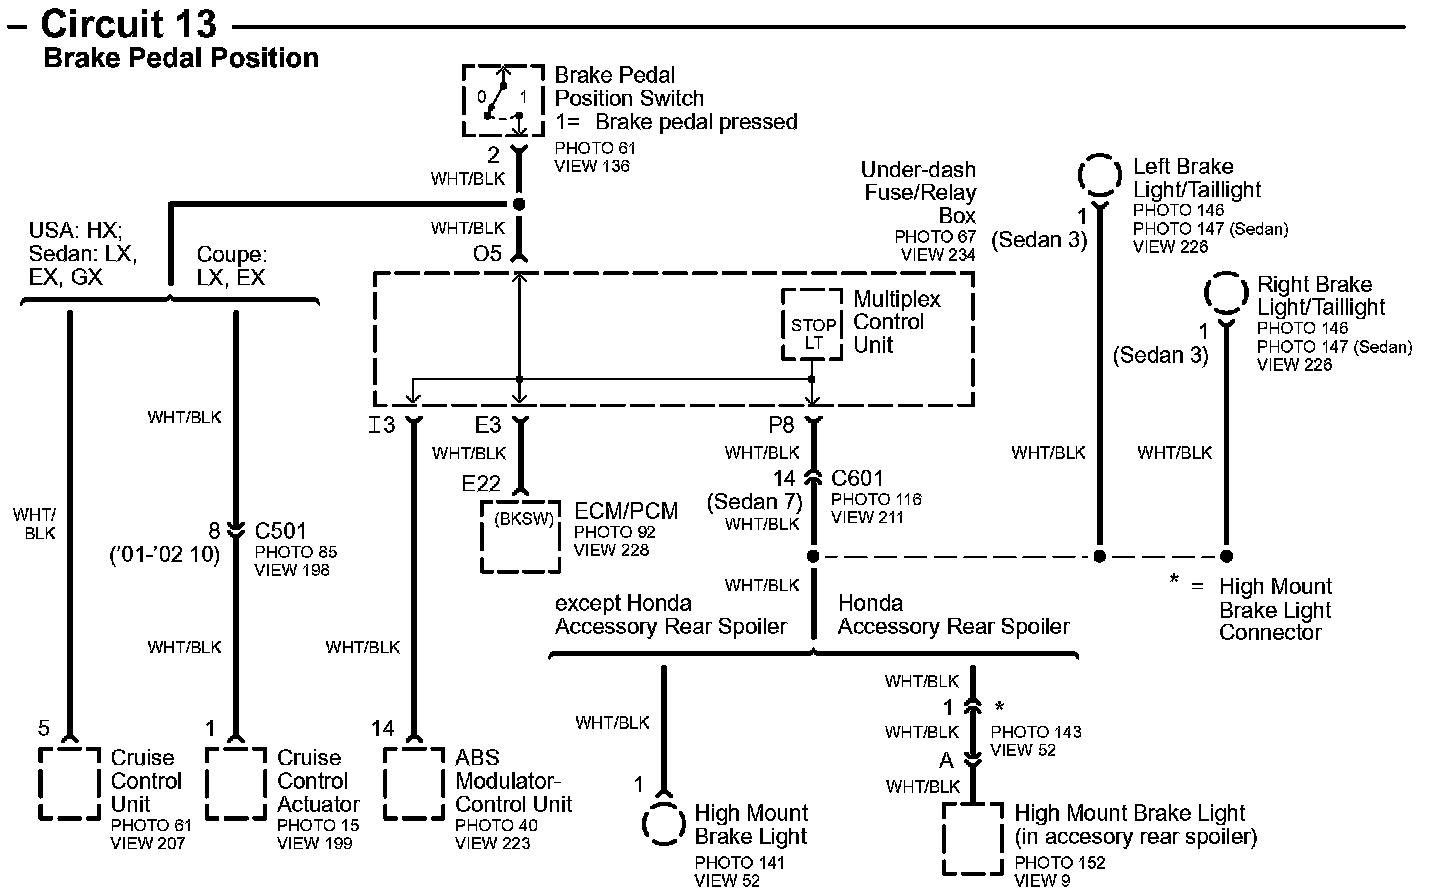 Circuit 13
Brake Pedal Position
0 1
Brake Pedal
Position Switch
1= Brake pedal pressed
PHOTO 61
VIEW 136
2
WHT/BLK
WHT/BLK
O5
USA: HX;
Sedan: LX,
EX, GX
Coupe:
LX, EX
Under-dash
Fuse/Relay
Box
PHOTO 67
VIEW 234
STOP
LT
Multiplex
Control
Unit
Left Brake
Light/Taillight
PHOTO 146
PHOTO 147 (Sedan)
VIEW 226
1
(Sedan 3)
Right Brake
Light/Taillight
PHOTO 146
PHOTO 147 (Sedan)
VIEW 226
1
(Sedan 3)
I3
E3
P8
WHT/BLK
WHT/BLK
WHT/BLK
WHT/BLK
WHT/BLK
E22
(BKSW)
ECM/PCM
PHOTO 92
VIEW 228
14
(Sedan 7)
C601
PHOTO 116
VIEW 211
WHT/BLK
WHT/
BLK
8
('01-'02 10)
C501
PHOTO 85
VIEW 198
WHT/BLK
* = High Mount
Brake Light
Connector
except Honda
Accessory Rear Spoiler
Honda
Accessory Rear Spoiler
WHT/BLK
WHT/BLK
WHT/BLK
WHT/BLK
1
*
PHOTO 143
VIEW 52
WHT/BLK
A
WHT/BLK
5
Cruise
Control
Unit
PHOTO 61
VIEW 207
1
Cruise
Control
Actuator
PHOTO 15
VIEW 199
14
ABS
Modulator-
Control Unit
PHOTO 40
VIEW 223
1
High Mount
Brake Light
PHOTO 141
VIEW 52
High Mount Brake Light
(in accesory rear spoiler)
PHOTO 152
VIEW 9